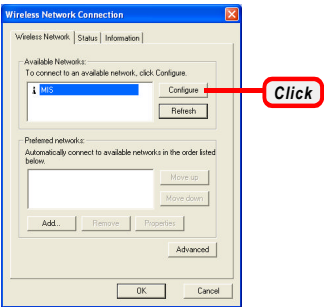 Wireless Network Connection
Wireless Network Status Information
Available Networks:
To connect to an available network, click Configure.
MIS
Configure
Click
Refresh
Preferred networks:
Automatically connect to available networks in the order listed
below.
Move up
Move down
Add... Remove Properties
Advanced
OK Cancel